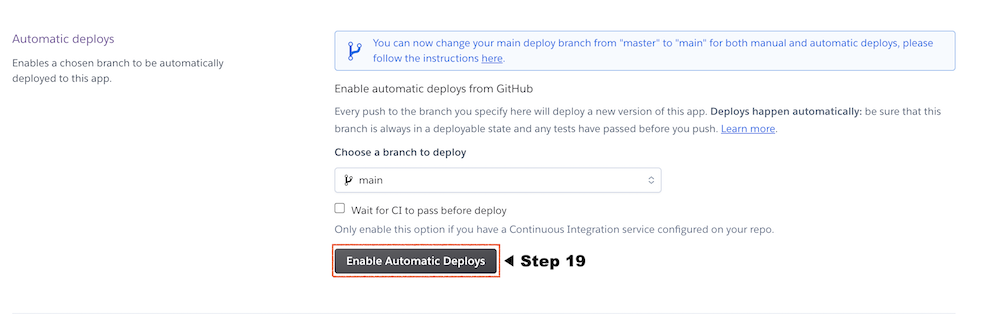 Automatic deploys
Enables a chosen branch to be automatically
deployed to this app.
You can now change your main deploy branch from "master" to "main" for both manual and automatic deploys, please
follow the instructions here.
Enable automatic deploys from GitHub
Every push to the branch you specify here will deploy a new version of this app. Deploys happen automatically: be sure that this
branch is always in a deployable state and any tests have passed before you push. Learn more.
Choose a branch to deploy
main
Wait for CI to pass before deploy
Only enable this option if you have a Continuous Integration service configured on your repo.
Enable Automatic Deploys
Step 19